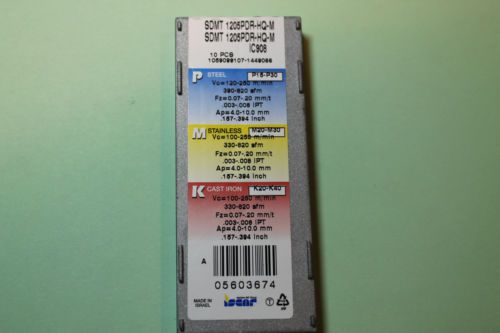 SDMT 1205PDR-HQ-M
SDMT 1205PDR-HQ-M
IC908
10 PCS
1059098107-1449066
P STEEL P15-P30
Vc=120-250 m/min
390-820 sfm
Fz=0.07-.20 mm/t
.003-.008 IPT
Ap=4.0-10.0 mm
.157-.394 inch
M STAINLESS M20-M30
Vc=100-250 m/min
330-820 sfm
Fz=0.07-.20 mm/t
.003-.008 IPT
Ap=4.0-10.0 mm
.157-.394 inch
K CAST IRON K20-K40
Vc=100-250 m/min
330-820 sfm
Fz=0.07-.20 mm/t
.003-.008 IPT
Ap=4.0-10.0 mm
.157-.394 inch
A
05603674
MADE IN
ISRAEL
iscar
PP